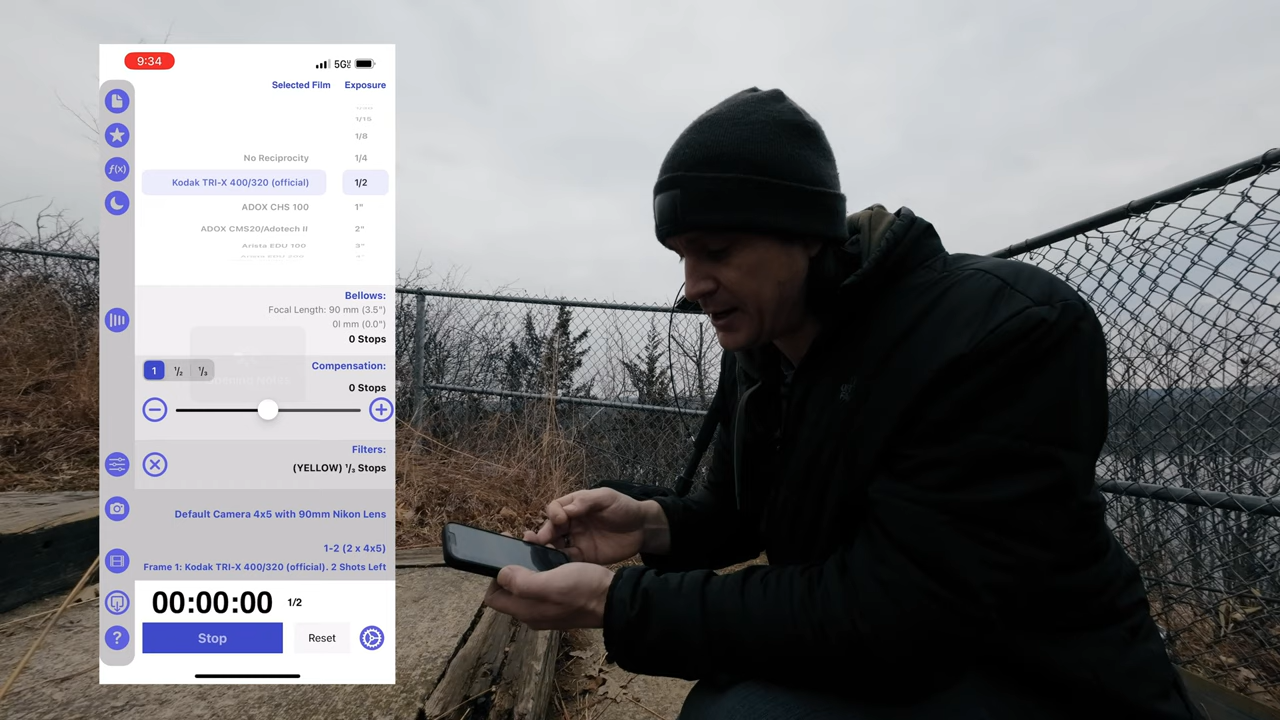 9:34
5G
Selected Film Exposure
1/15
1/8
No Reciprocity 1/4
Kodak TRI-X 400/320 (official) 1/2
ADOX CHS 100 1"
ADOX CMS20/Adotech II 2"
Arista EDU 100 3"
f(x)
Bellows:
Focal Length: 90 mm (3.5")
0l mm (0.0")
0 Stops
1 ½ ⅓
Compensation:
0 Stops
Filters:
(YELLOW) ⅓ Stops
Default Camera 4x5 with 90mm Nikon Lens
1-2 (2 x 4x5)
Frame 1: Kodak TRI-X 400/320 (official). 2 Shots Left
00:00:00 1/2
Stop Reset
?